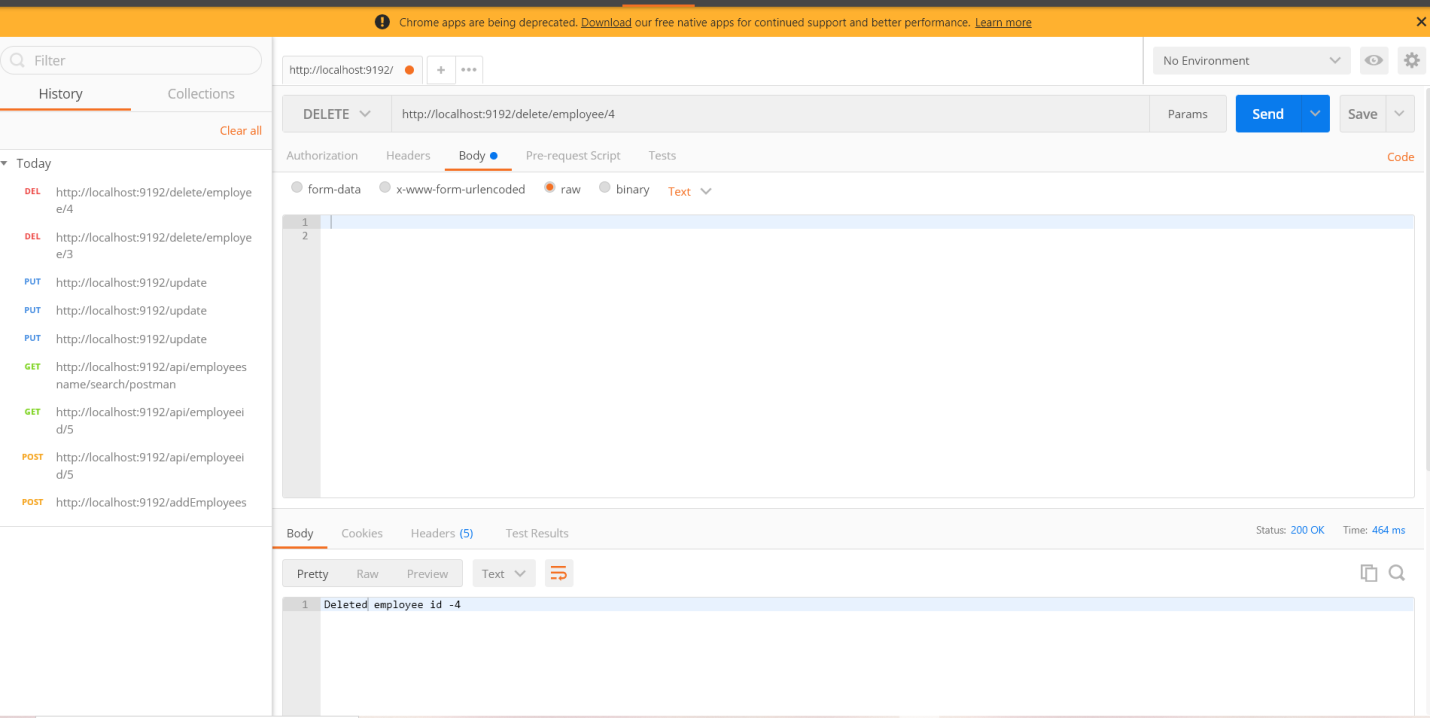 Chrome apps are being deprecated. Download our free native apps for continued support and better performance. Learn more
Filter
History Collections
Clear all
Today
DEL http://localhost:9192/delete/employe
e/4
DEL http://localhost:9192/delete/employe
e/3
PUT http://localhost:9192/update
PUT http://localhost:9192/update
PUT http://localhost:9192/update
GET http://localhost:9192/api/employees
name/search/postman
GET http://localhost:9192/api/employeei
d/5
POST http://localhost:9192/api/employeei
d/5
POST http://localhost:9192/addEmployees
http://localhost:9192/ + •••
No Environment
DELETE http://localhost:9192/delete/employee/4 Params Send Save
Authorization Headers Body Pre-request Script Tests Code
form-data x-www-form-urlencoded raw binary Text
1
2
Body Cookies Headers (5) Test Results Status: 200 OK Time: 464 ms
Pretty Raw Preview Text
1 Deleted employee id -4